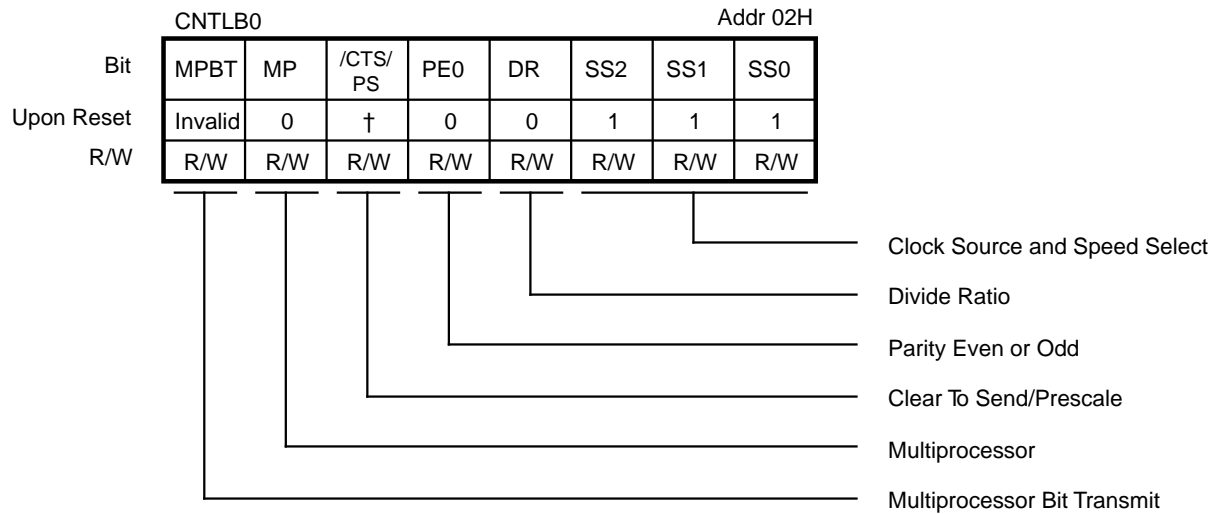 CNTLB0 Addr 02H
Bit MPBT MP /CTS/PS PE0 DR SS2 SS1 SS0
Upon Reset Invalid 0 † 0 0 1 1 1
R/W R/W R/W R/W R/W R/W R/W R/W R/W
Clock Source and Speed Select
Divide Ratio
Parity Even or Odd
Clear To Send/Prescale
Multiprocessor
Multiprocessor Bit Transmit